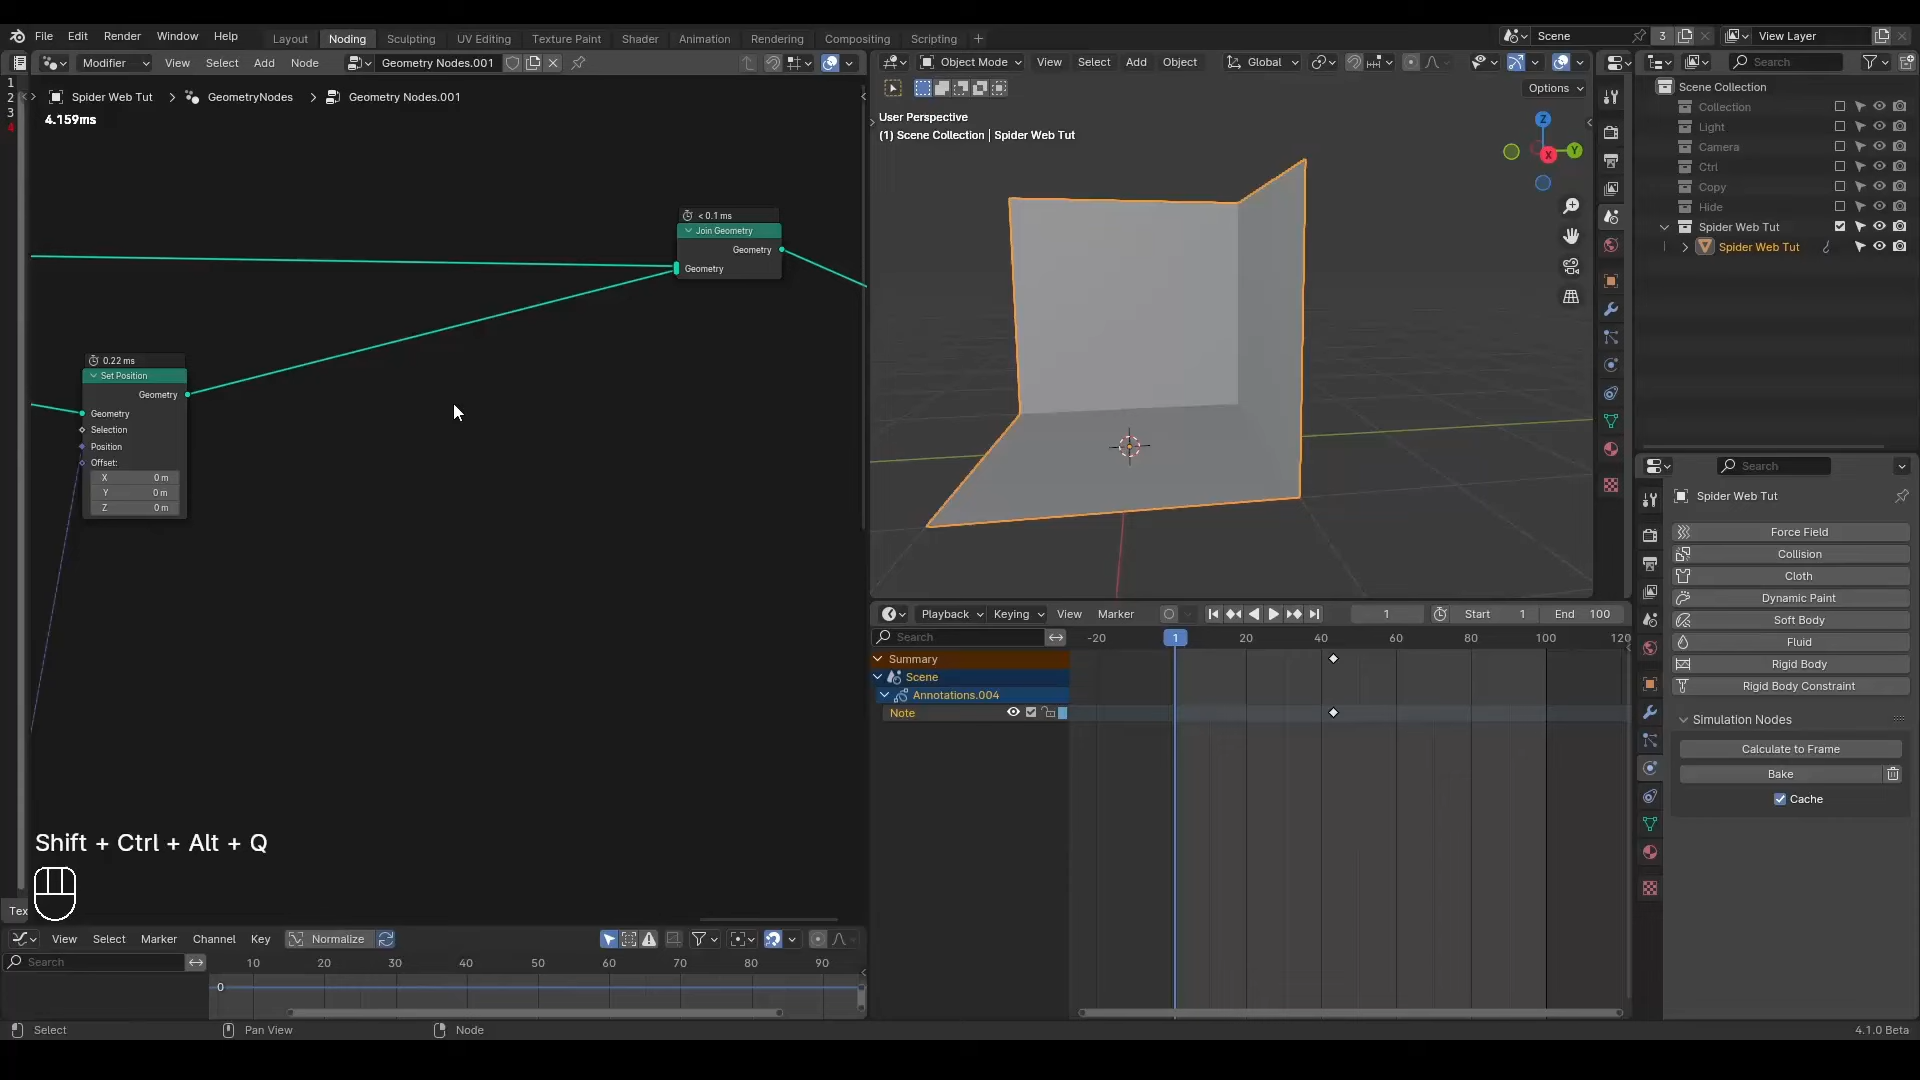 File Edit Render Window Help Layout Noding Sculpting UV Editing Texture Paint Shader Animation Rendering Compositing Scripting + Scene 3 View Layer
Modifier View Select Add Node Geometry Nodes.001
Object Mode View Select Add Object Global
Search
1
2
3
4
Spider Web Tut > GeometryNodes > Geometry Nodes.001
4.159ms
Options
User Perspective
(1) Scene Collection | Spider Web Tut
Z
Y
X
Scene Collection
Collection
Light
Camera
Ctrl
Copy
Hide
Spider Web Tut
Spider Web Tut
< 0.1 ms
Join Geometry
Geometry
Geometry
0.22 ms
Set Position
Geometry
Geometry
Selection
Position
Offset:
X 0 m
Y 0 m
Z 0 m
Search
Spider Web Tut
Force Field
Collision
Cloth
Dynamic Paint
Soft Body
Fluid
Rigid Body
Rigid Body Constraint
Simulation Nodes
Calculate to Frame
Bake
Cache
Playback Keying View Marker 1 Start 1 End 100
Search
-20 1 20 40 60 80 100 120
Summary
Scene
Annotations.004
Note
Shift + Ctrl + Alt + Q
Tex
View Select Marker Channel Key Normalize
Search
10 20 30 40 50 60 70 80 90
0
Select Pan View Node 4.1.0 Beta